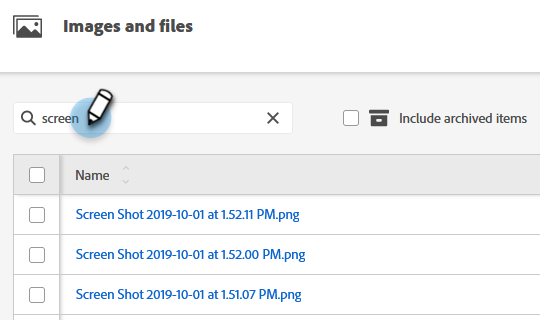 Images and files
screen
Include archived items
Name
Screen Shot 2019-10-01 at 1.52.11 PM.png
Screen Shot 2019-10-01 at 1.52.00 PM.png
Screen Shot 2019-10-01 at 1.51.07 PM.png